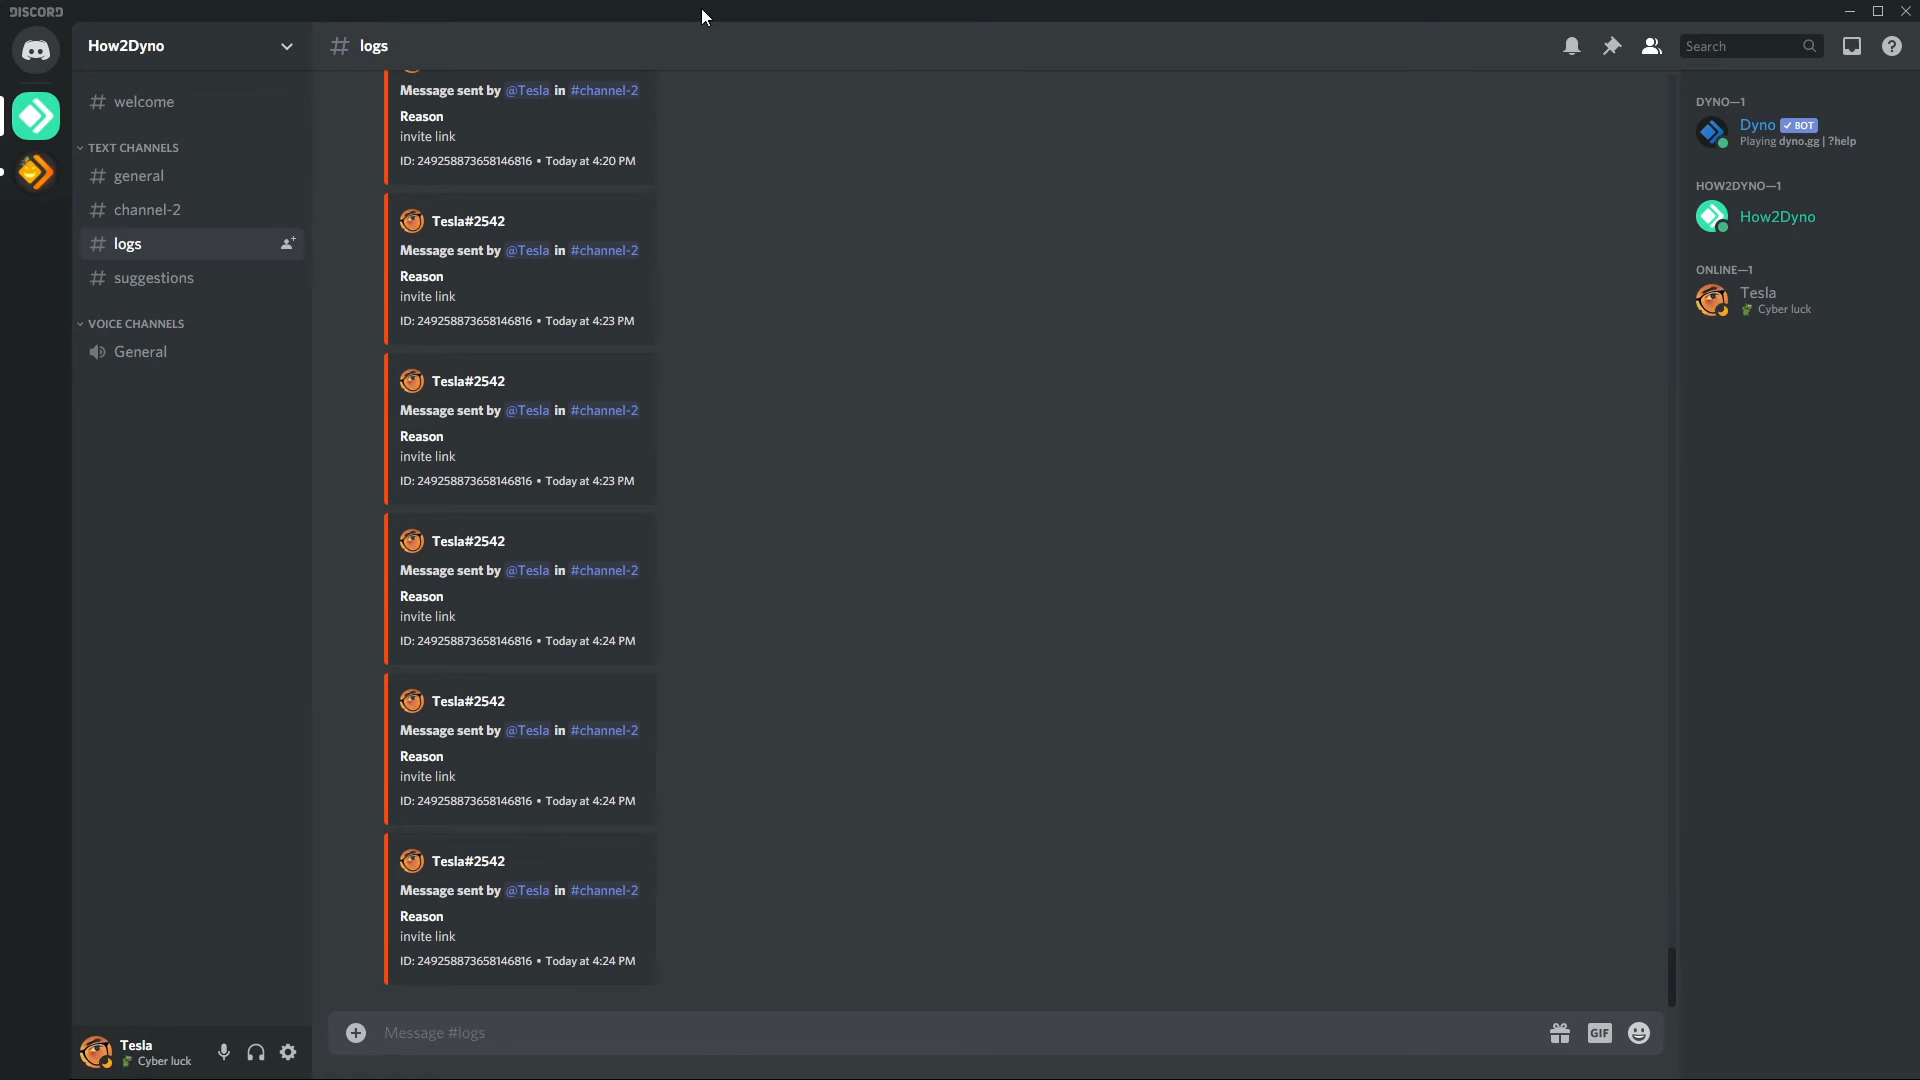 DISCORD
How2Dyno
welcome
TEXT CHANNELS
general
channel-2
logs
suggestions
VOICE CHANNELS
General
Tesla
Cyber luck
logs
Search
Message sent by @Tesla in #channel-2
Reason
invite link
ID: 249258873658146816 • Today at 4:20 PM
Tesla#2542
Message sent by @Tesla in #channel-2
Reason
invite link
ID: 249258873658146816 • Today at 4:23 PM
Tesla#2542
Message sent by @Tesla in #channel-2
Reason
invite link
ID: 249258873658146816 • Today at 4:23 PM
Tesla#2542
Message sent by @Tesla in #channel-2
Reason
invite link
ID: 249258873658146816 • Today at 4:24 PM
Tesla#2542
Message sent by @Tesla in #channel-2
Reason
invite link
ID: 249258873658146816 • Today at 4:24 PM
Tesla#2542
Message sent by @Tesla in #channel-2
Reason
invite link
ID: 249258873658146816 • Today at 4:24 PM
Message #logs
GIF
DYNO—1
Dyno ✓ BOT
Playing dyno.gg | ?help
HOW2DYNO—1
How2Dyno
ONLINE—1
Tesla
Cyber luck